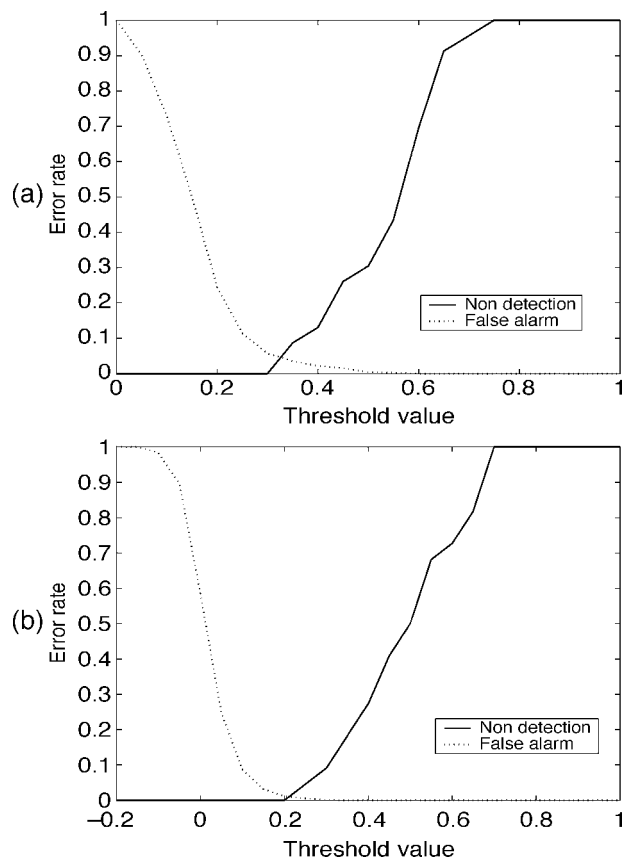 1
0.9
0.8
0.7
0.6
0.5
0.4
0.3
0.2
0.1
0
(a)
Error rate
Non detection
False alarm
0 0.2 0.4 0.6 0.8 1
Threshold value
1
0.9
0.8
0.7
0.6
0.5
0.4
0.3
0.2
0.1
0
(b)
Error rate
Non detection
False alarm
−0.2 0 0.2 0.4 0.6 0.8 1
Threshold value